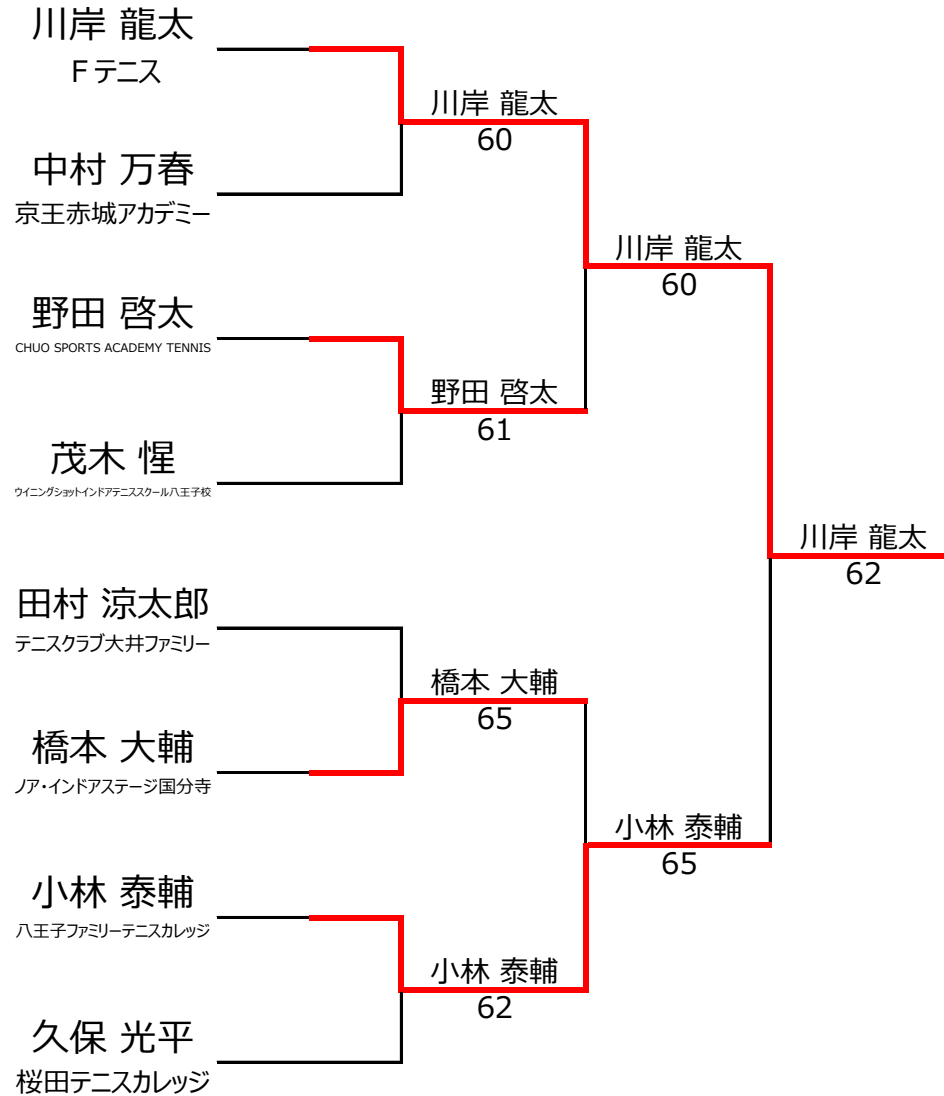 川岸 龍太
Fテニス
川岸 龍太
60
中村 万春
京王赤城アカデミー
川岸 龍太
60
野田 啓太
CHUO SPORTS ACADEMY TENNIS
野田 啓太
61
茂木 惺
ウイニングショットインドアテニススクール八王子校
川岸 龍太
62
田村 涼太郎
テニスクラブ大井ファミリー
橋本 大輔
65
橋本 大輔
ノア・インドアステージ国分寺
小林 泰輔
65
小林 泰輔
八王子ファミリーテニスカレッジ
小林 泰輔
62
久保 光平
桜田テニスカレッジ